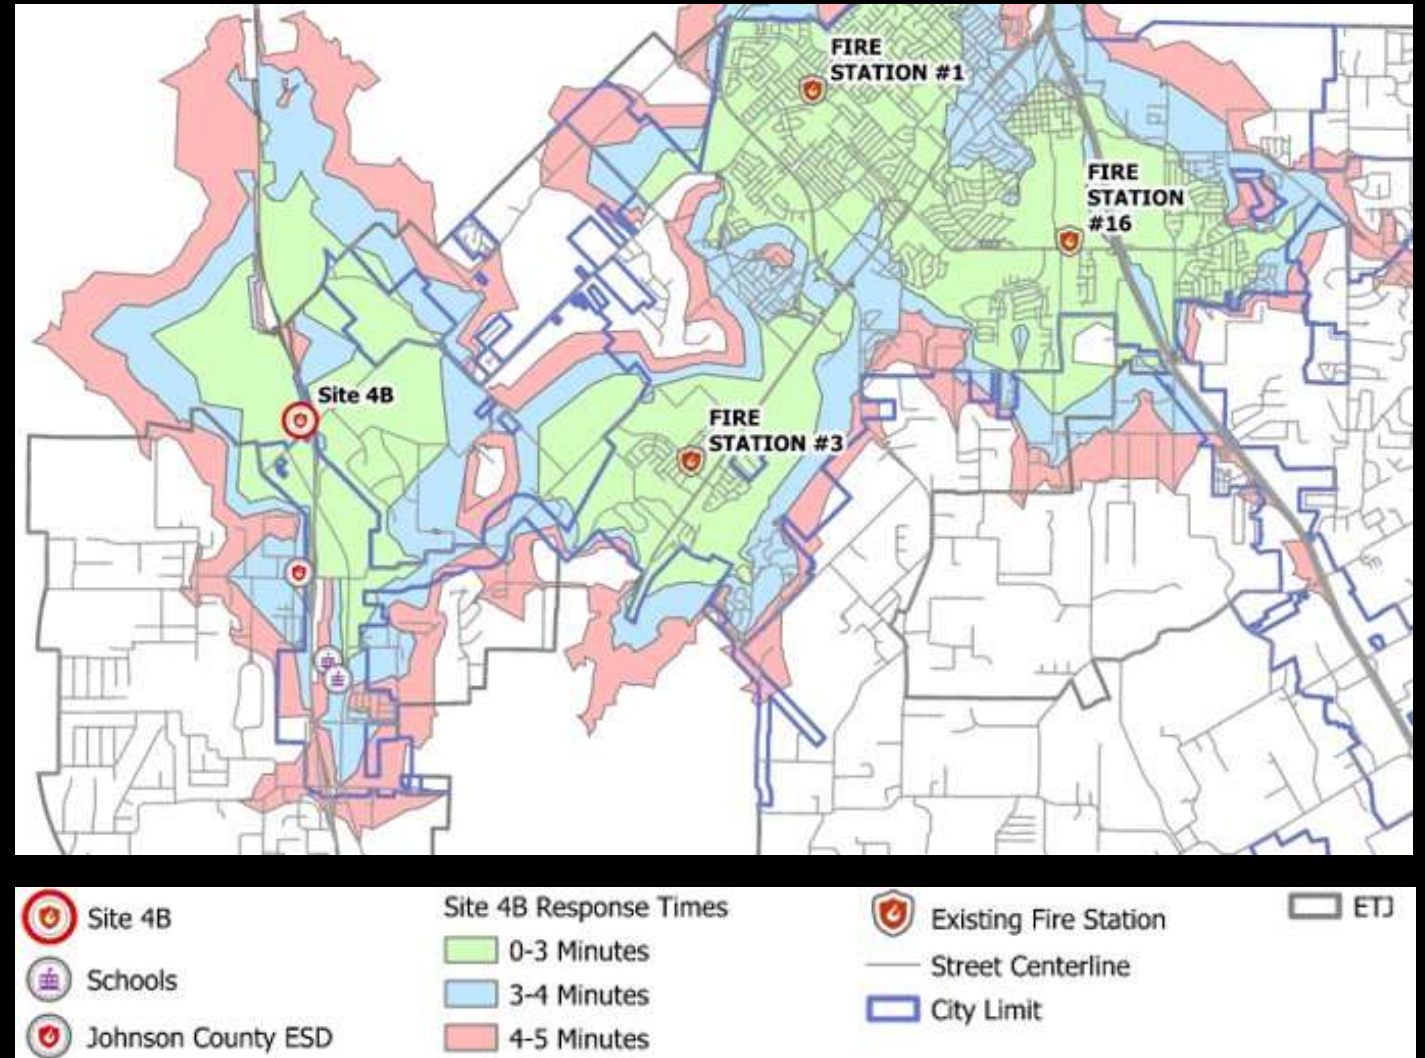 FIRE
STATION #1
FIRE
STATION
#16
Site 4B
FIRE
STATION #3
Site 4B
Schools
Johnson County ESD
Site 4B Response Times
0-3 Minutes
3-4 Minutes
4-5 Minutes
Existing Fire Station
Street Centerline
City Limit
ETJ